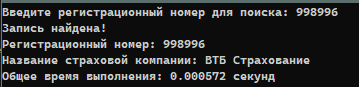 Введите регистрационный номер для поиска: 998996
Запись найдена!
Регистрационный номер: 998996
Название страховой компании: ВТБ Страхование
Общее время выполнения: 0.000572 секунд